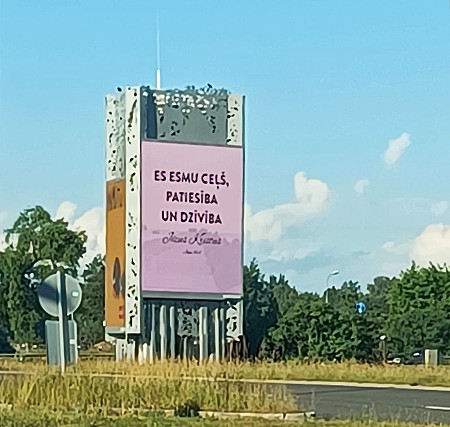 ES ESMU CEĻŠ,
PATIESĪBA
UN DZĪVĪBA
Jēzus Kristus